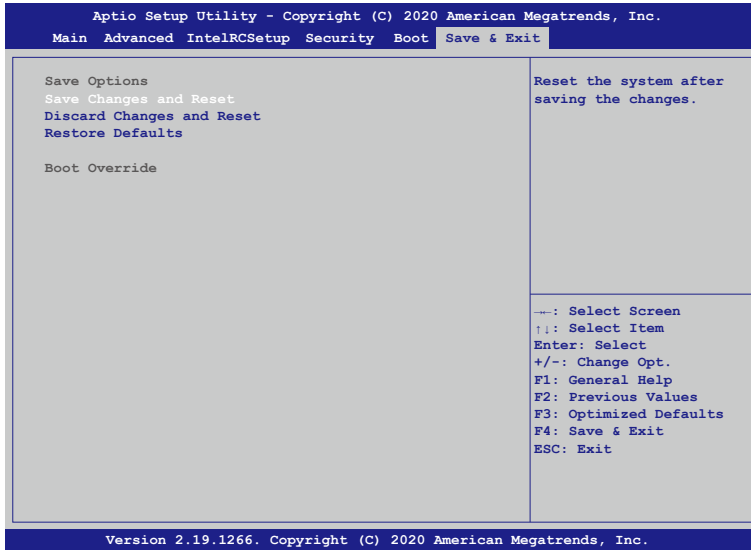 Aptio Setup Utility - Copyright (C) 2020 American Megatrends, Inc.
Main Advanced IntelRCSetup Security Boot Save & Exit
Save Options
Save Changes and Reset
Discard Changes and Reset
Restore Defaults
Boot Override
Reset the system after
saving the changes.
→←: Select Screen
↑↓: Select Item
Enter: Select
+/-: Change Opt.
F1: General Help
F2: Previous Values
F3: Optimized Defaults
F4: Save & Exit
ESC: Exit
Version 2.19.1266. Copyright (C) 2020 American Megatrends, Inc.